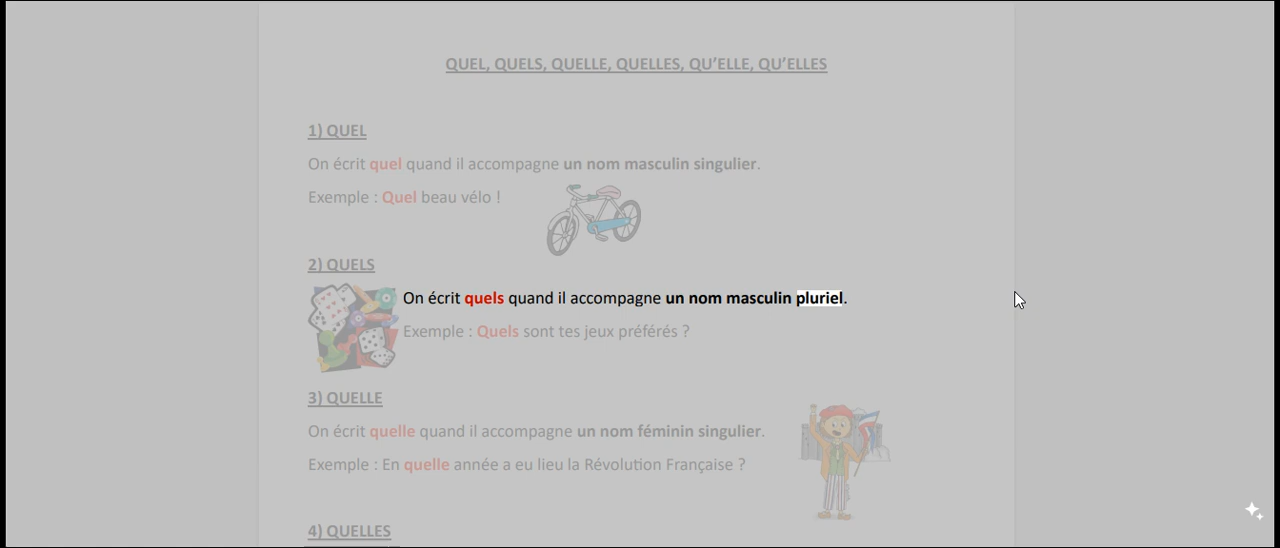 QUEL, QUELS, QUELLE, QUELLES, QU’ELLE, QU’ELLES
1) QUEL
On écrit quel quand il accompagne un nom masculin singulier.
Exemple : Quel beau vélo !
2) QUELS
On écrit quels quand il accompagne un nom masculin pluriel.
Exemple : Quels sont tes jeux préférés ?
3) QUELLE
On écrit quelle quand il accompagne un nom féminin singulier.
Exemple : En quelle année a eu lieu la Révolution Française ?
4) QUELLES